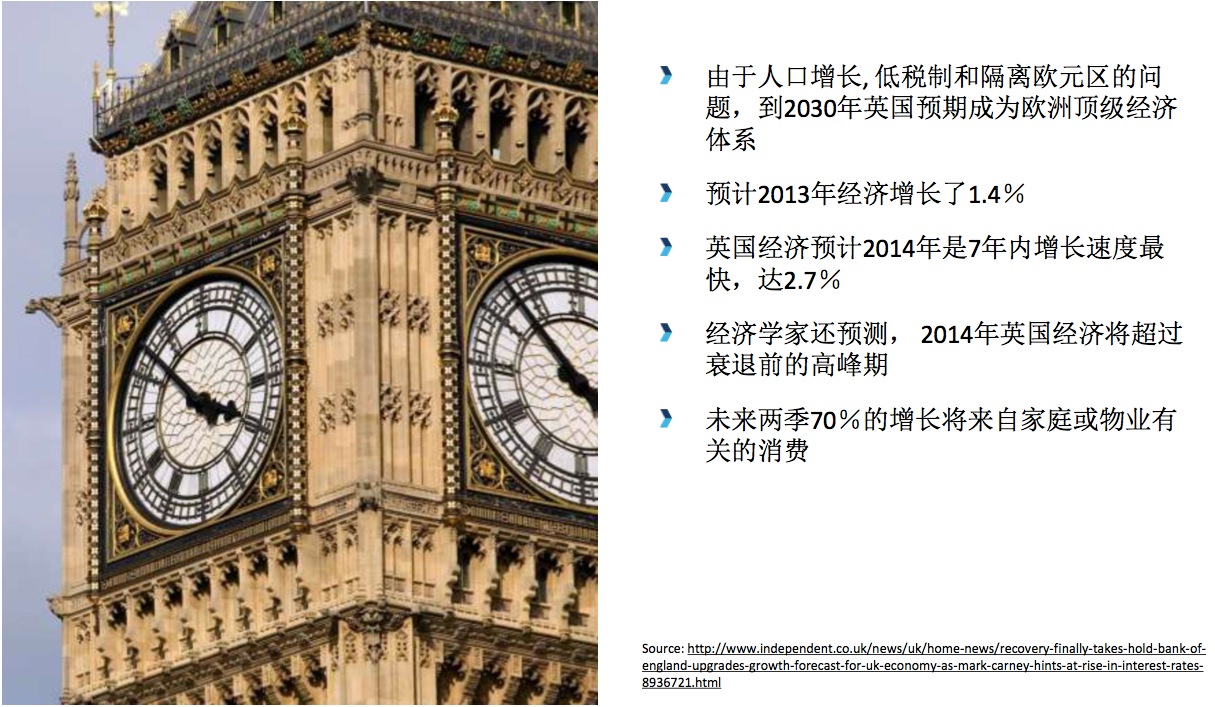 由于人口增长, 低税制和隔离欧元区的问
题，到2030年英国预期成为欧洲顶级经济
体系
预计2013年经济增长了1.4％
英国经济预计2014年是7年内增长速度最
快，达2.7％
经济学家还预测， 2014年英国经济将超过
衰退前的高峰期
未来两季70％的增长将来自家庭或物业有
关的消费
Source: http://www.independent.co.uk/news/uk/home-news/recovery-finally-takes-hold-bank-of-
england-upgrades-growth-forecast-for-uk-economy-as-mark-carney-hints-at-rise-in-interest-rates-
8936721.html